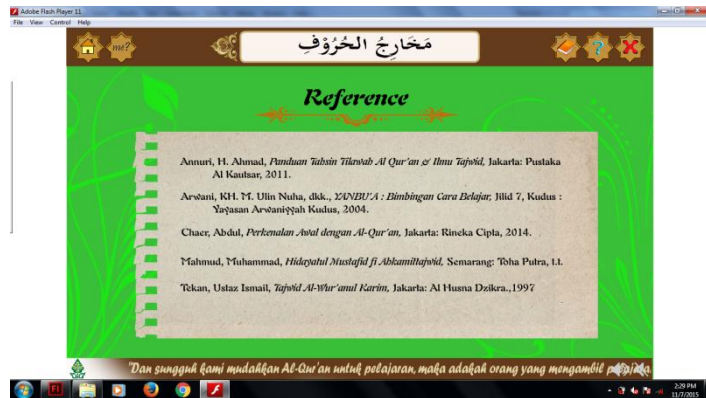 Adobe Flash Player 11
File View Control Help
me?
مَخَارِجُ الحُرُوْفِ
?
X
Reference
Annuri, H. Ahmad, Panduan Tahsin Tilawah Al Qur'an & Ilmu Tajwid, Jakarta: Pustaka
Al Kautsar, 2011.
Arwani, KH. M. Ulin Nuha, dkk., YANBU'A : Bimbingan Cara Belajar, Jilid 7, Kudus :
Yayasan Arwaniyyah Kudus, 2004.
Chaer, Abdul, Perkenalan Awal dengan Al-Qur'an, Jakarta: Rineka Cipta, 2014.
Mahmud, Muhammad, Hidayatul Mustafid fi Ahkamittajwid, Semarang: Toha Putra, t.t.
Tekan, Ustaz Ismail, Tajwid Al-Wur'anul Karim, Jakarta: Al Husna Dzikra.,1997
"Dan sungguh kami mudahkan Al-Qur'an untuk pelajaran, maka adakah orang yang mengambil
2:29 PM
11/7/2015